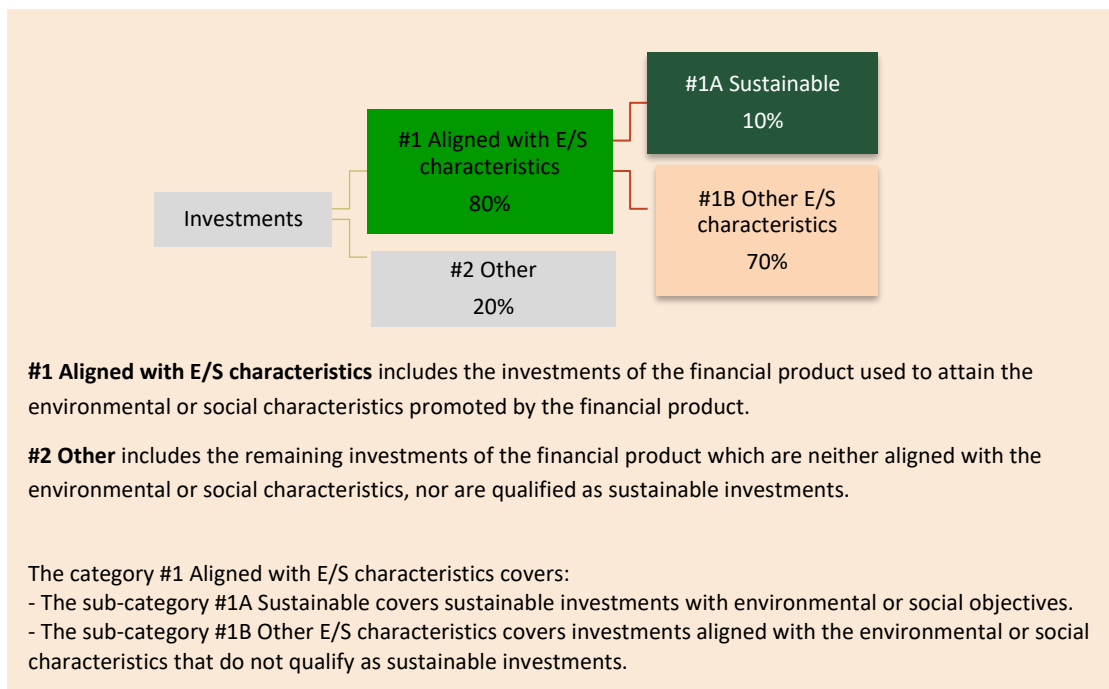 #1A Sustainable
10%
#1 Aligned with E/S
characteristics
80%
#1B Other E/S
characteristics
70%
Investments
#2 Other
20%
#1 Aligned with E/S characteristics includes the investments of the financial product used to attain the
environmental or social characteristics promoted by the financial product.
#2 Other includes the remaining investments of the financial product which are neither aligned with the
environmental or social characteristics, nor are qualified as sustainable investments.
The category #1 Aligned with E/S characteristics covers:
- The sub-category #1A Sustainable covers sustainable investments with environmental or social objectives.
- The sub-category #1B Other E/S characteristics covers investments aligned with the environmental or social
characteristics that do not qualify as sustainable investments.